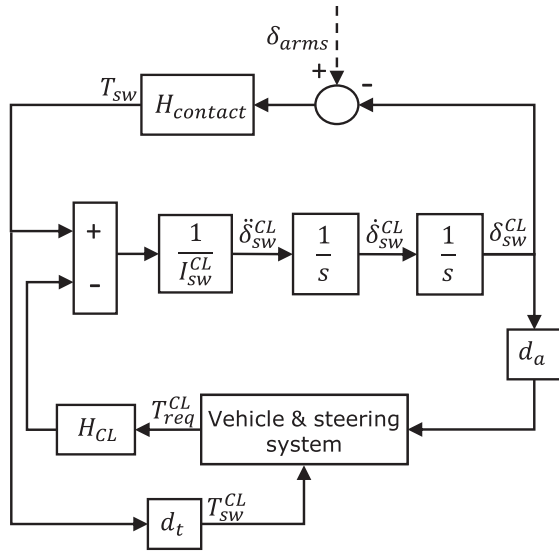 δ_arms
+
-
T_sw
H_contact
+
-
1/I_sw^CL
δ̈_sw^CL
1/s
δ̇_sw^CL
1/s
δ_sw^CL
d_a
T_req^CL
H_CL
Vehicle & steering
system
d_t
T_sw^CL